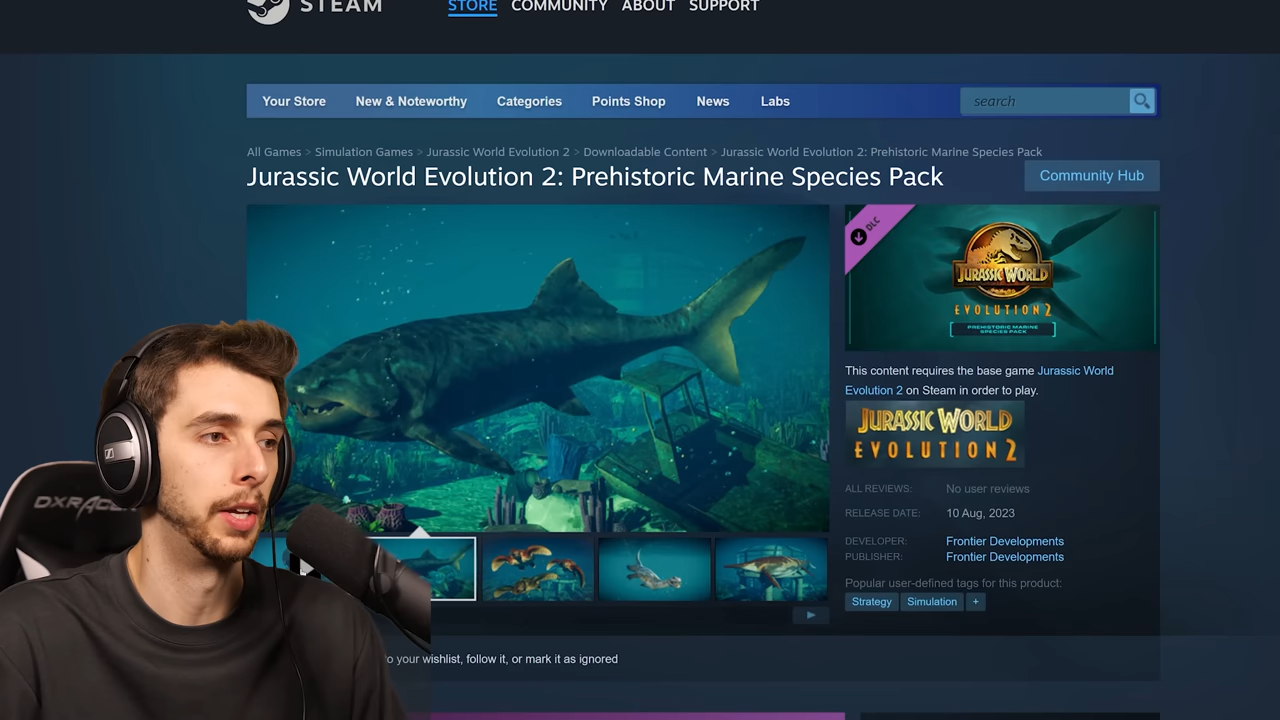 STEAM
STORE COMMUNITY ABOUT SUPPORT
Your Store New & Noteworthy Categories Points Shop News Labs
search
All Games > Simulation Games > Jurassic World Evolution 2 > Downloadable Content > Jurassic World Evolution 2: Prehistoric Marine Species Pack
Jurassic World Evolution 2: Prehistoric Marine Species Pack
Community Hub
DLC
JURASSIC WORLD
EVOLUTION 2
PREHISTORIC MARINE
SPECIES PACK
This content requires the base game Jurassic World
Evolution 2 on Steam in order to play.
JURASSIC WORLD
EVOLUTION 2
ALL REVIEWS: No user reviews
RELEASE DATE: 10 Aug, 2023
DEVELOPER: Frontier Developments
PUBLISHER: Frontier Developments
Popular user-defined tags for this product:
Strategy Simulation +
DXRAC
to your wishlist, follow it, or mark it as ignored